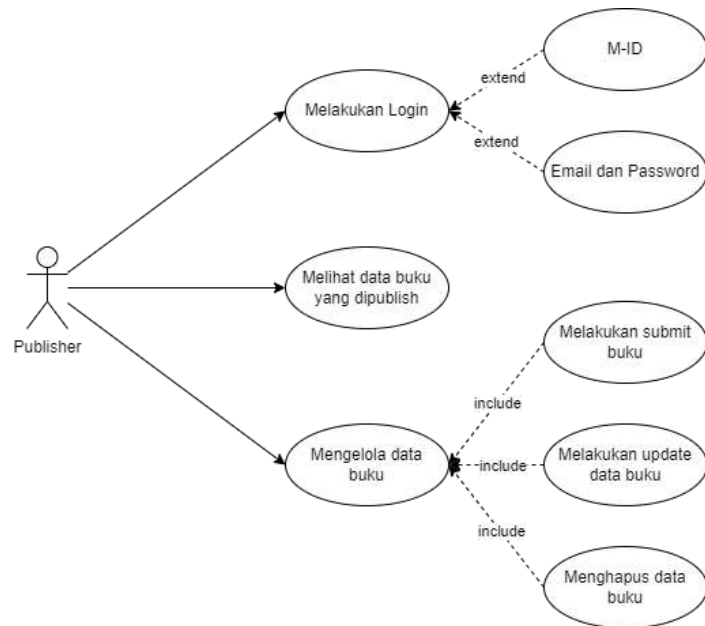 M-ID
extend
Melakukan Login
extend
Email dan Password
Melihat data buku
yang dipublish
Publisher
Melakukan submit
buku
include
Mengelola data
buku
include
Melakukan update
data buku
include
Menghapus data
buku